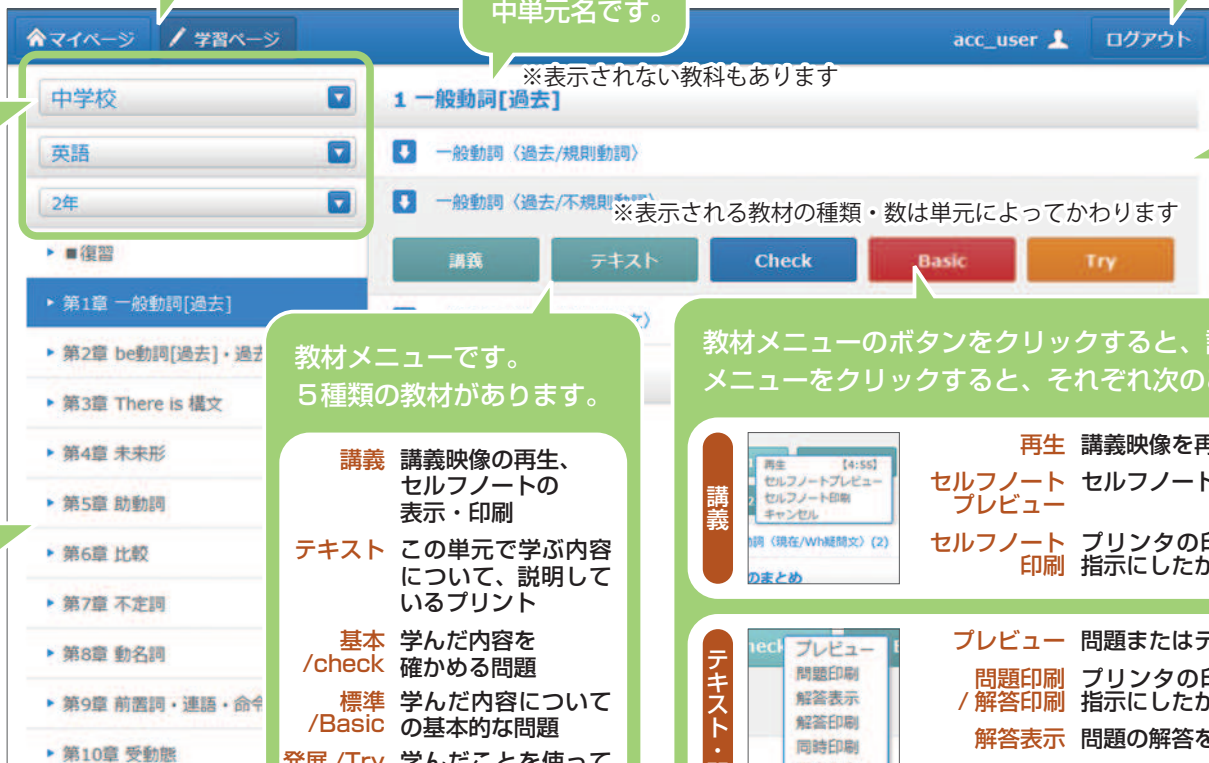 中単元名です。
マイページ
学習ページ
acc_user
ログアウト
※表示されない教科もあります
中学校
英語
2年
1 一般動詞[過去]
一般動詞〈過去/規則動詞〉
一般動詞〈過去/不規則
※表示される教材の種類・数は単元によってかわります
講義
テキスト
Check
Basic
Try
■復習
第1章 一般動詞[過去]
第2章 be動詞[過去]・過去
第3章 There is 構文
第4章 未来形
第5章 助動詞
第6章 比較
第7章 不定詞
第8章 動名詞
第9章 前置詞・連語・命令
第10章 受動態
教材メニューです。
5種類の教材があります。
講義 講義映像の再生、
セルフノートの
表示・印刷
テキスト この単元で学ぶ内容
について、説明して
いるプリント
基本 学んだ内容を
/check 確かめる問題
標準 学んだ内容について
/Basic の基本的な問題
発展 /Try 学んだことを使って
教材メニューのボタンをクリックすると、
メニューをクリックすると、それぞれ次の
講義
再生 [4:55]
セルフノートプレビュー
セルフノート印刷
キャンセル
詞〈現在/Wh疑問文〉(2)
のまとめ
再生 講義映像を再
セルフノート セルフノート
プレビュー
セルフノート プリンタの印
印刷 指示にしたが
テキスト・
プレビュー
問題印刷
解答表示
解答印刷
同時印刷
プレビュー 問題またはテ
問題印刷 プリンタの印
/ 解答印刷 指示にしたが
解答表示 問題の解答を